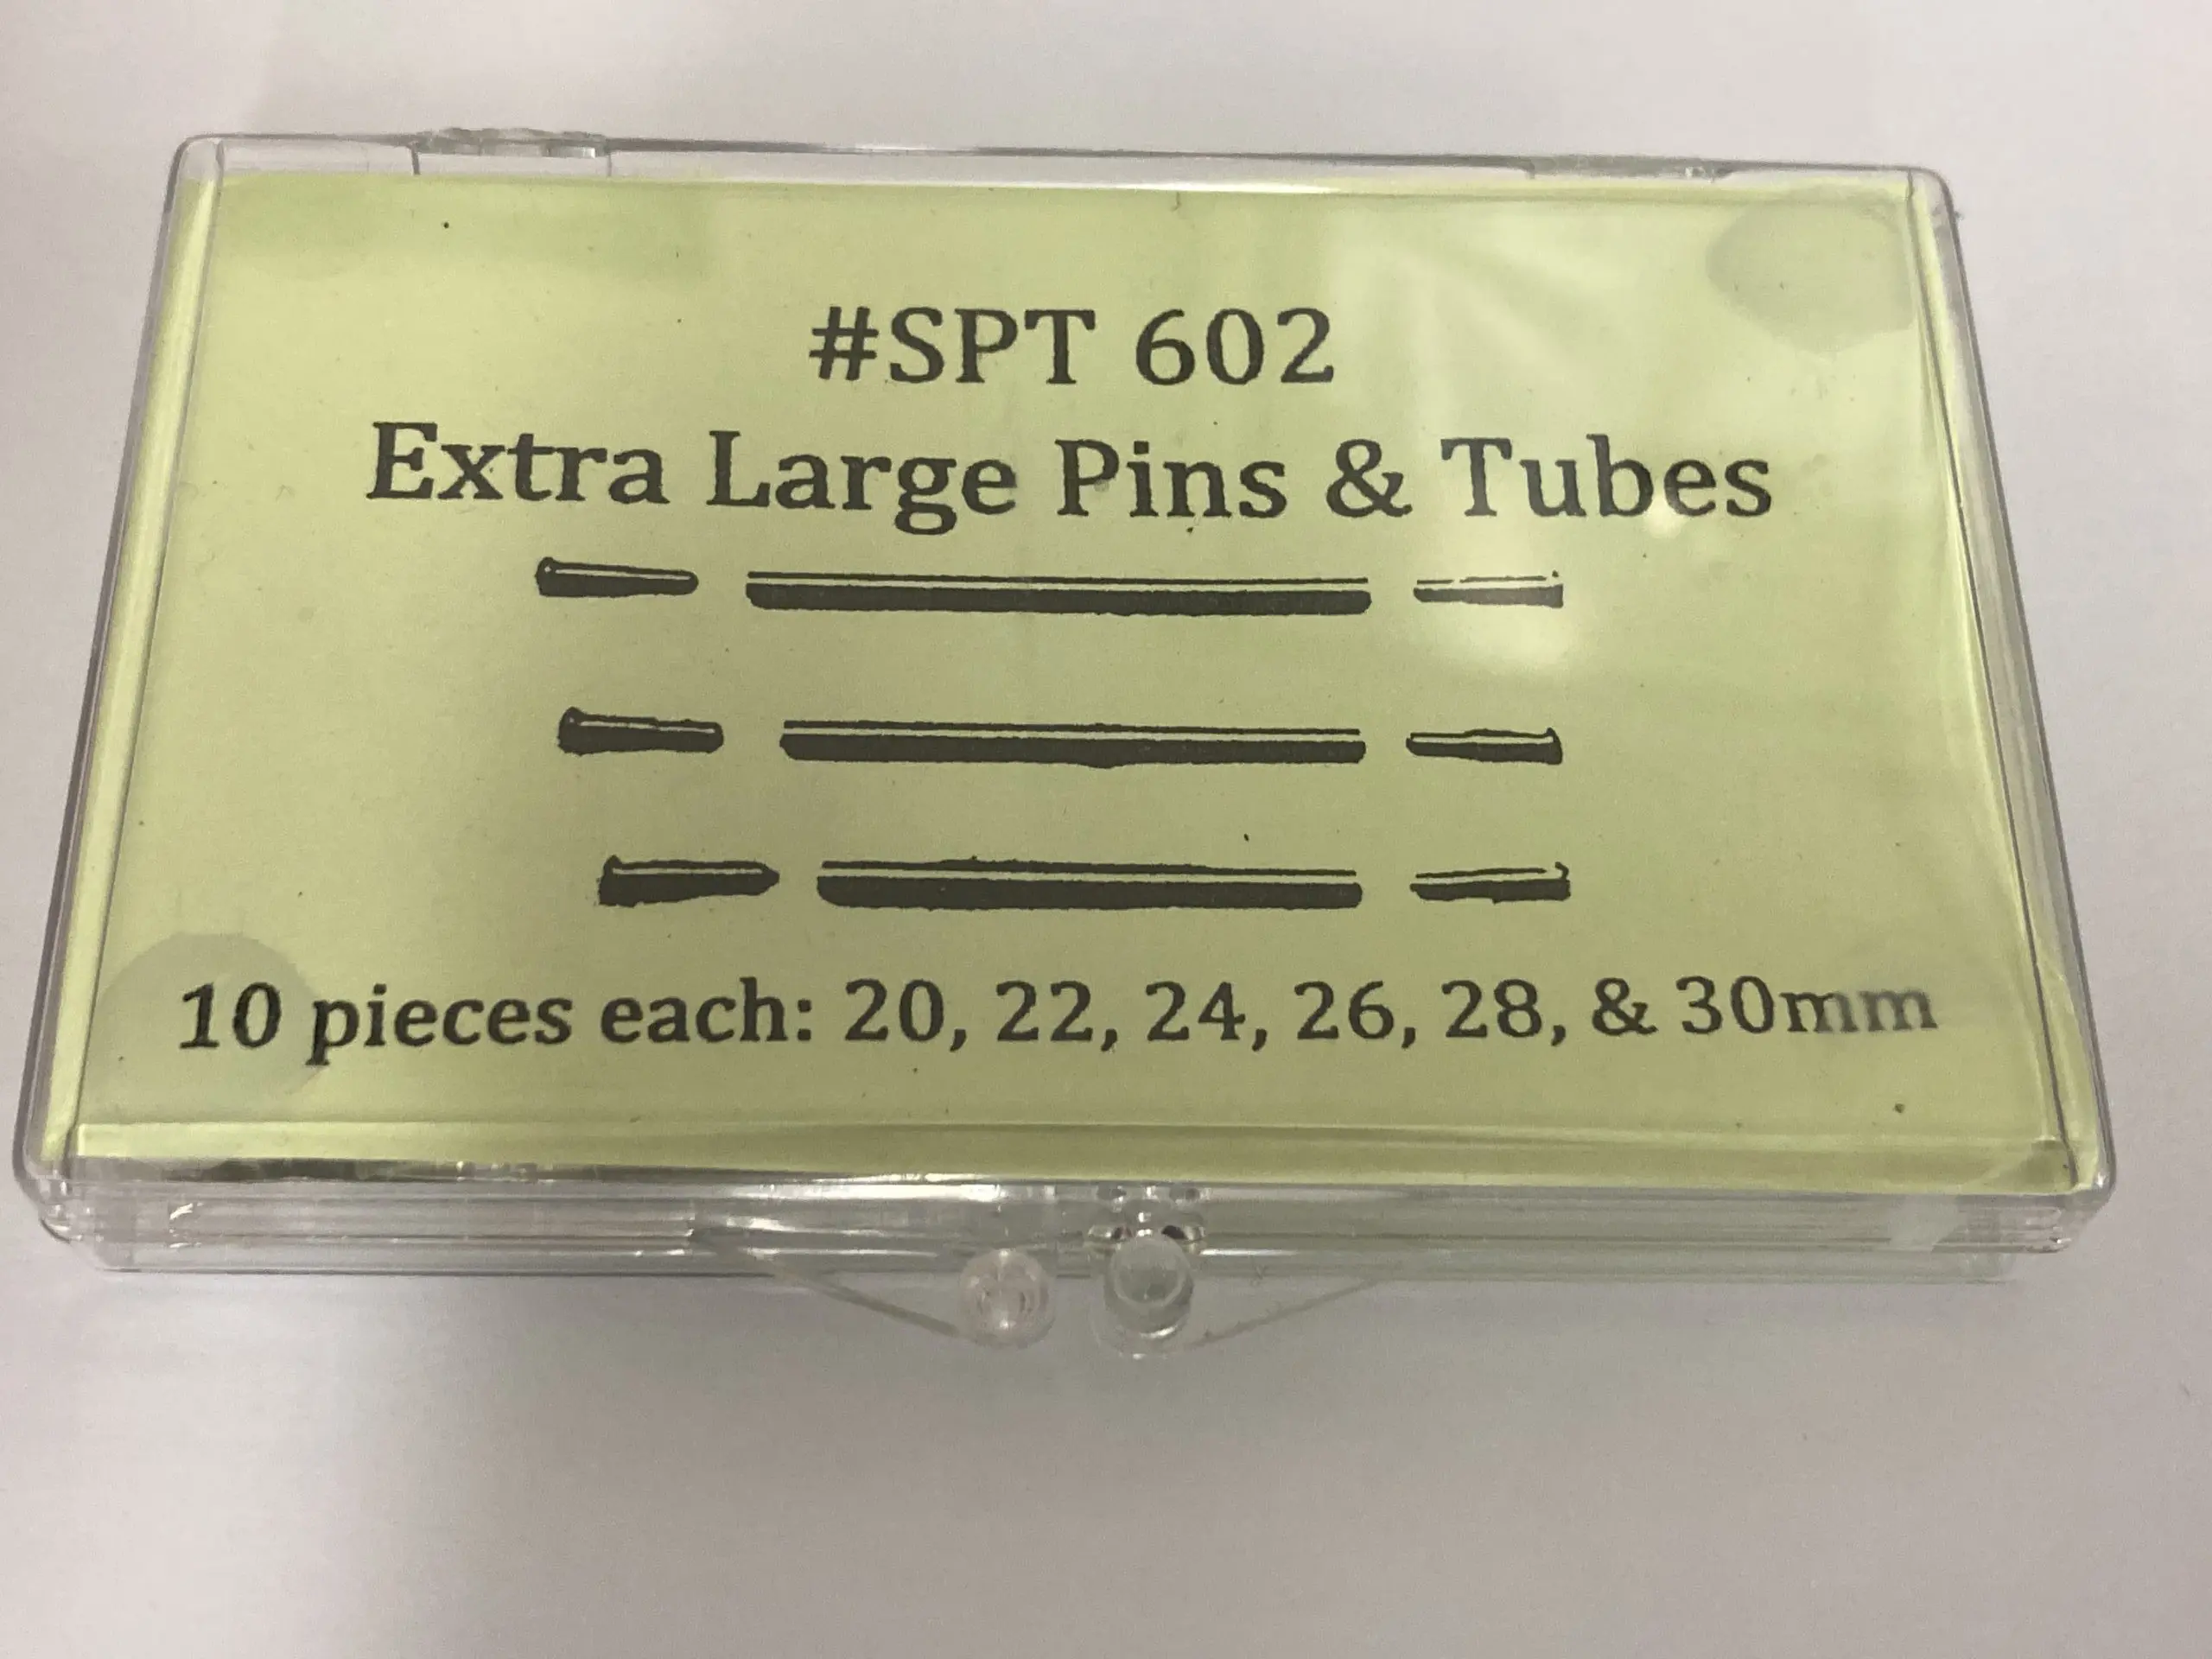 #SPT 602
Extra Large Pins & Tubes
10 pieces each: 20, 22, 24, 26, 28, & 30mm